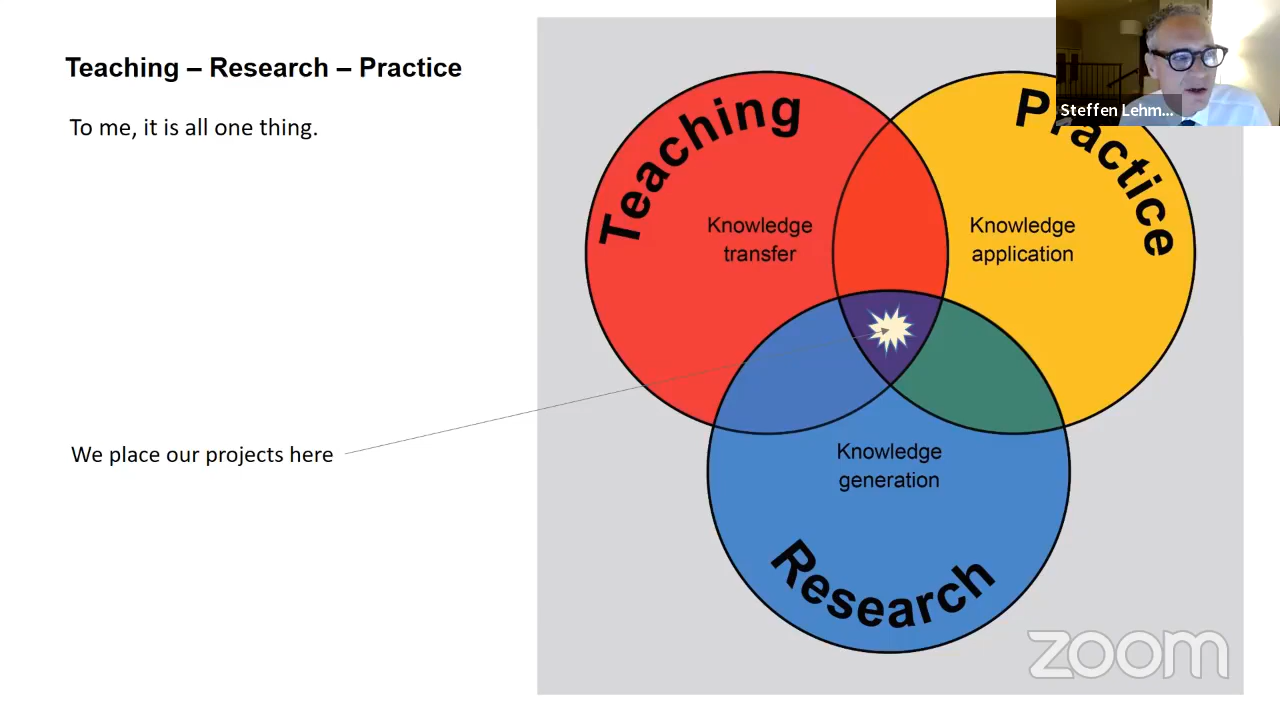 Teaching – Research – Practice
To me, it is all one thing.
We place our projects here
Teaching
Knowledge
transfer
Practice
Knowledge
application
Knowledge
generation
Research
Steffen Lehm...
zoom